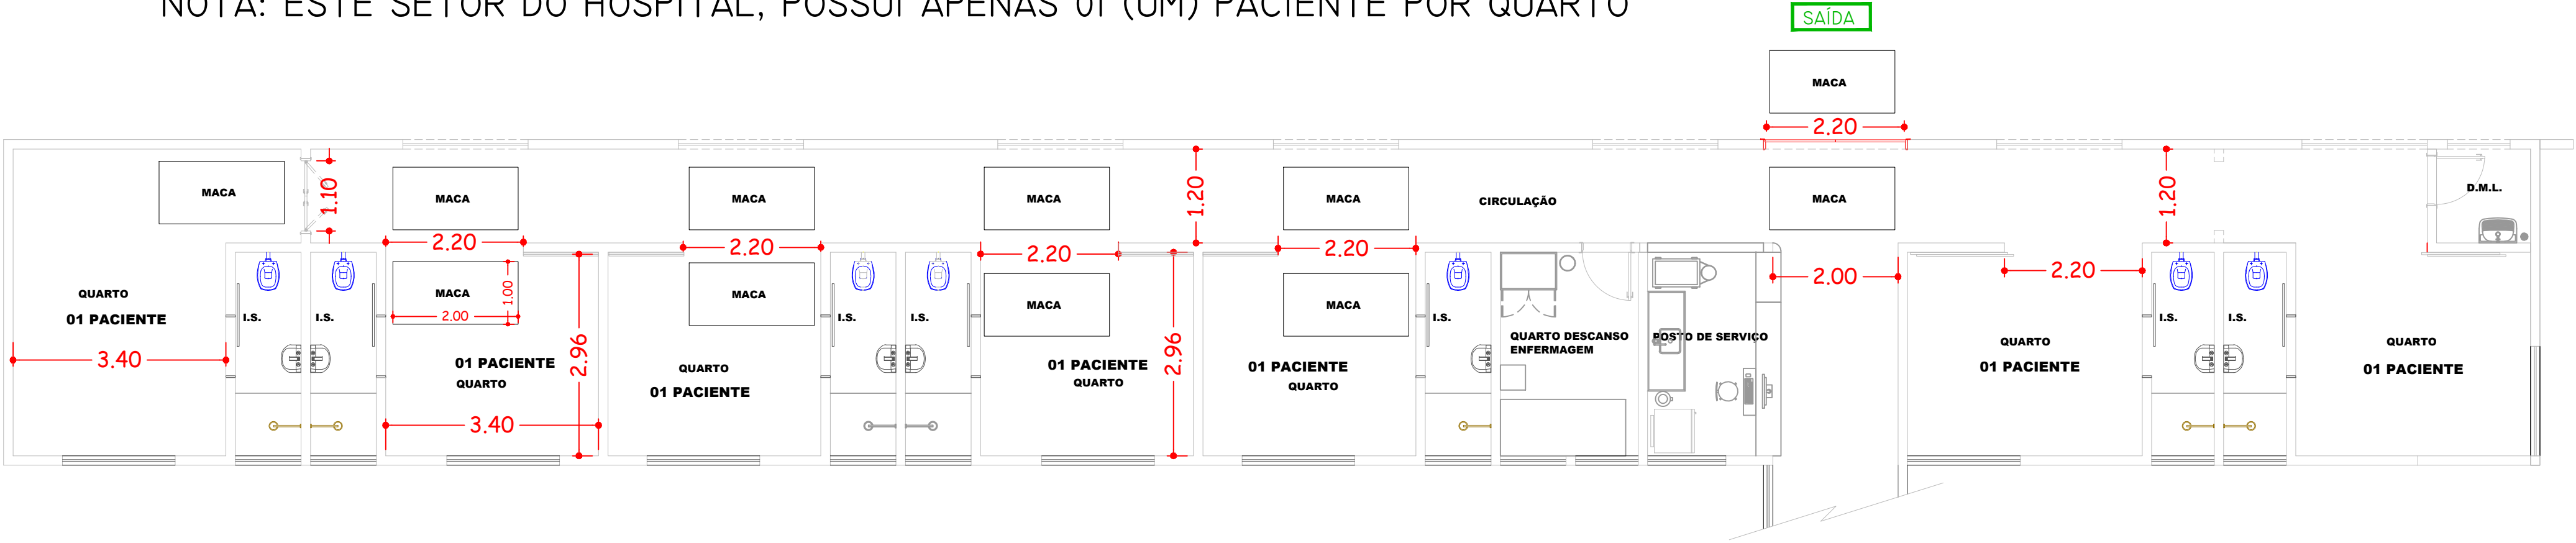 NOTA: ESTE SETOR DO HOSPITAL, POSSUI APENAS 01 (UM) PACIENTE POR QUARTO
SAÍDA
MACA
2.20
MACA
1.10
MACA
MACA
MACA
1.20
MACA
CIRCULAÇÃO
MACA
1.20
D.M.L.
2.20
2.20
2.20
2.20
2.00
2.20
QUARTO
01 PACIENTE
3.40
I.S.
I.S.
MACA
1.00
2.00
2.96
01 PACIENTE
QUARTO
3.40
MACA
QUARTO
01 PACIENTE
I.S.
I.S.
MACA
2.96
01 PACIENTE
QUARTO
MACA
01 PACIENTE
QUARTO
I.S.
QUARTO DESCANSO
ENFERMAGEM
POSTO DE SERVIÇO
QUARTO
01 PACIENTE
I.S.
I.S.
QUARTO
01 PACIENTE